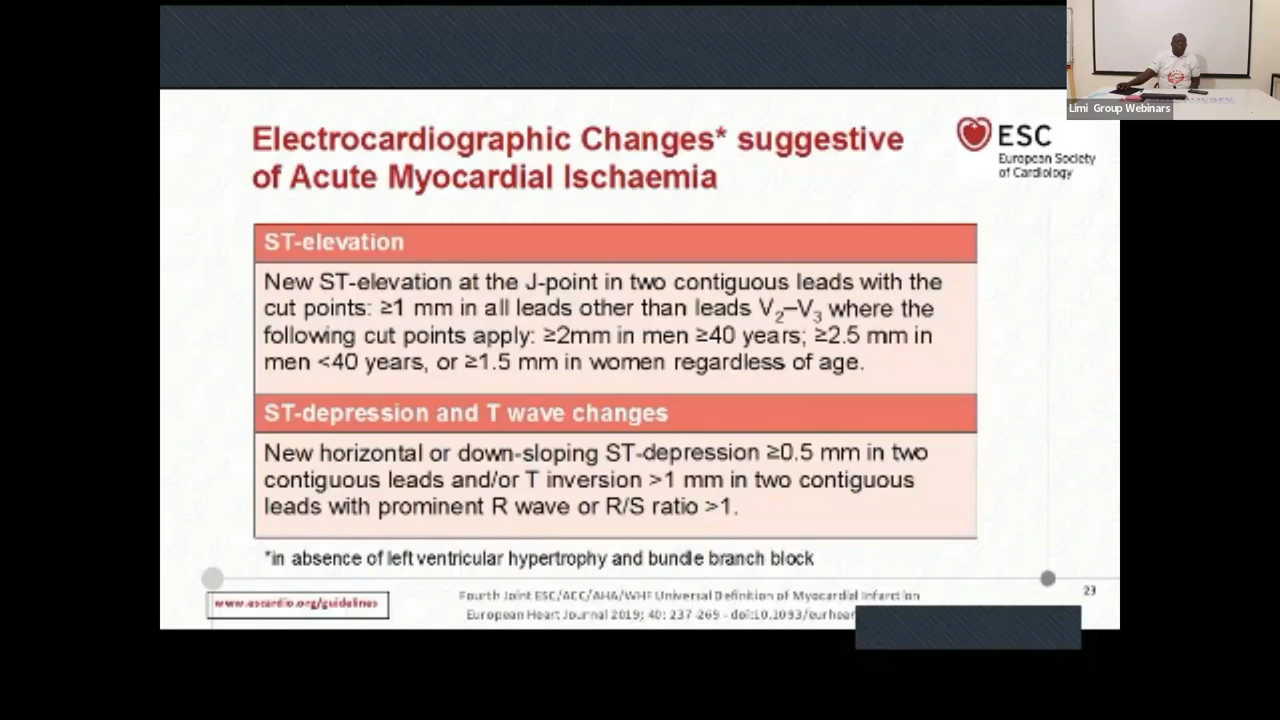 Limi Group Webinars
Electrocardiographic Changes* suggestive
of Acute Myocardial Ischaemia
ESC
European Society
of Cardiology
ST-elevation
New ST-elevation at the J-point in two contiguous leads with the
cut points: ≥1 mm in all leads other than leads V2–V3 where the
following cut points apply: ≥2mm in men ≥40 years; ≥2.5 mm in
men <40 years, or ≥1.5 mm in women regardless of age.
ST-depression and T wave changes
New horizontal or down-sloping ST-depression ≥0.5 mm in two
contiguous leads and/or T inversion >1 mm in two contiguous
leads with prominent R wave or R/S ratio >1.
*in absence of left ventricular hypertrophy and bundle branch block
www.escardio.org/guidelines
Fourth Joint ESC/ACC/AHA/WHF Universal Definition of Myocardial Infarction
European Heart Journal 2019; 40: 237-269 - doi:10.1093/eurhear
23